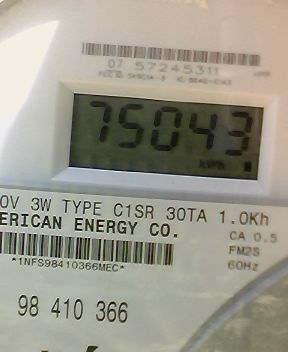 07 57245311
75043
kWh
0V 3W TYPE C1SR 30TA 1.0Kh
ERICAN ENERGY CO.
CA 0.5
*1NFS98410366MEC*
FM2S
60Hz
98 410 366